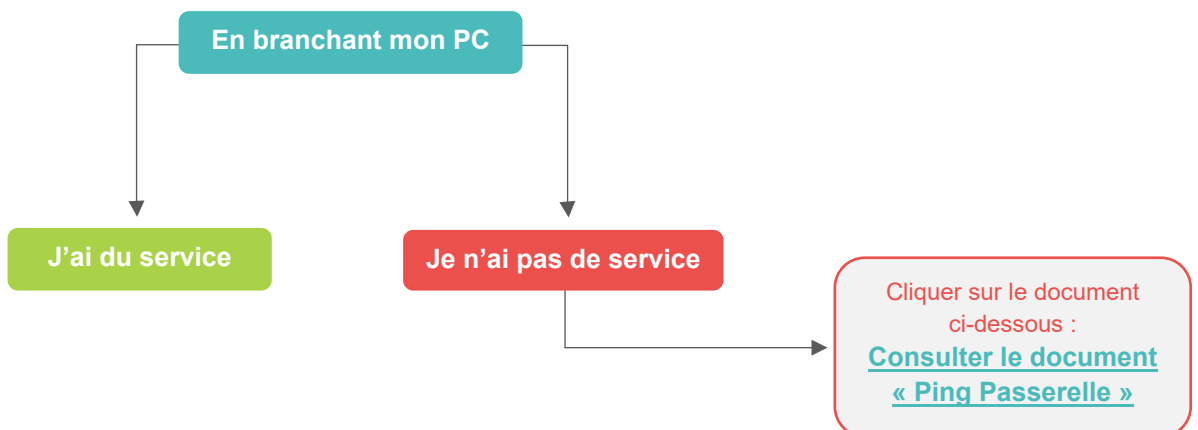 En branchant mon PC
J’ai du service
Je n’ai pas de service
Cliquer sur le document
ci-dessous :
Consulter le document
« Ping Passerelle »